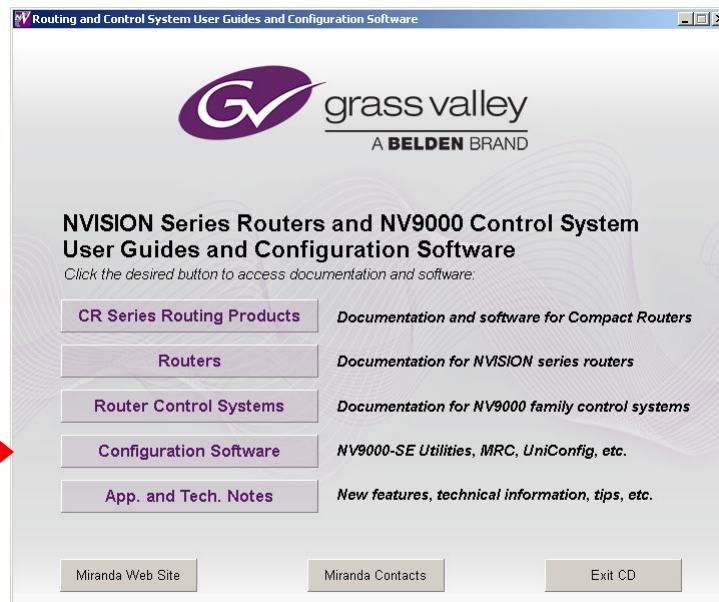 Routing and Control System User Guides and Configuration Software
GV
grass valley
A BELDEN BRAND
NVISION Series Routers and NV9000 Control System
User Guides and Configuration Software
Click the desired button to access documentation and software:
CR Series Routing Products Documentation and software for Compact Routers
Routers Documentation for NVISION series routers
Router Control Systems Documentation for NV9000 family control systems
Configuration Software NV9000-SE Utilities, MRC, UniConfig, etc.
App. and Tech. Notes New features, technical information, tips, etc.
Miranda Web Site Miranda Contacts Exit CD